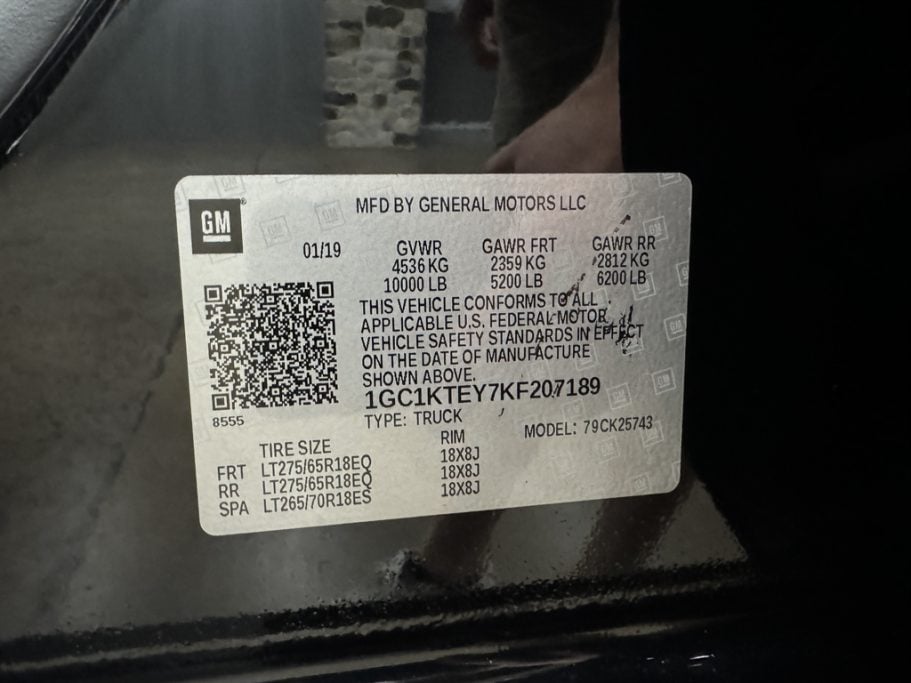 GM
MFD BY GENERAL MOTORS LLC
01/19 GVWR GAWR FRT GAWR RR
4536 KG 2359 KG 2812 KG
10000 LB 5200 LB 6200 LB
THIS VEHICLE CONFORMS TO ALL
APPLICABLE U.S. FEDERAL MOTOR
VEHICLE SAFETY STANDARDS IN EFFECT
ON THE DATE OF MANUFACTURE
SHOWN ABOVE.
1GC1KTEY7KF207189
8555
TYPE: TRUCK
MODEL: 79CK25743
TIRE SIZE RIM
FRT LT275/65R18EQ 18X8J
RR LT275/65R18EQ 18X8J
SPA LT265/70R18ES 18X8J